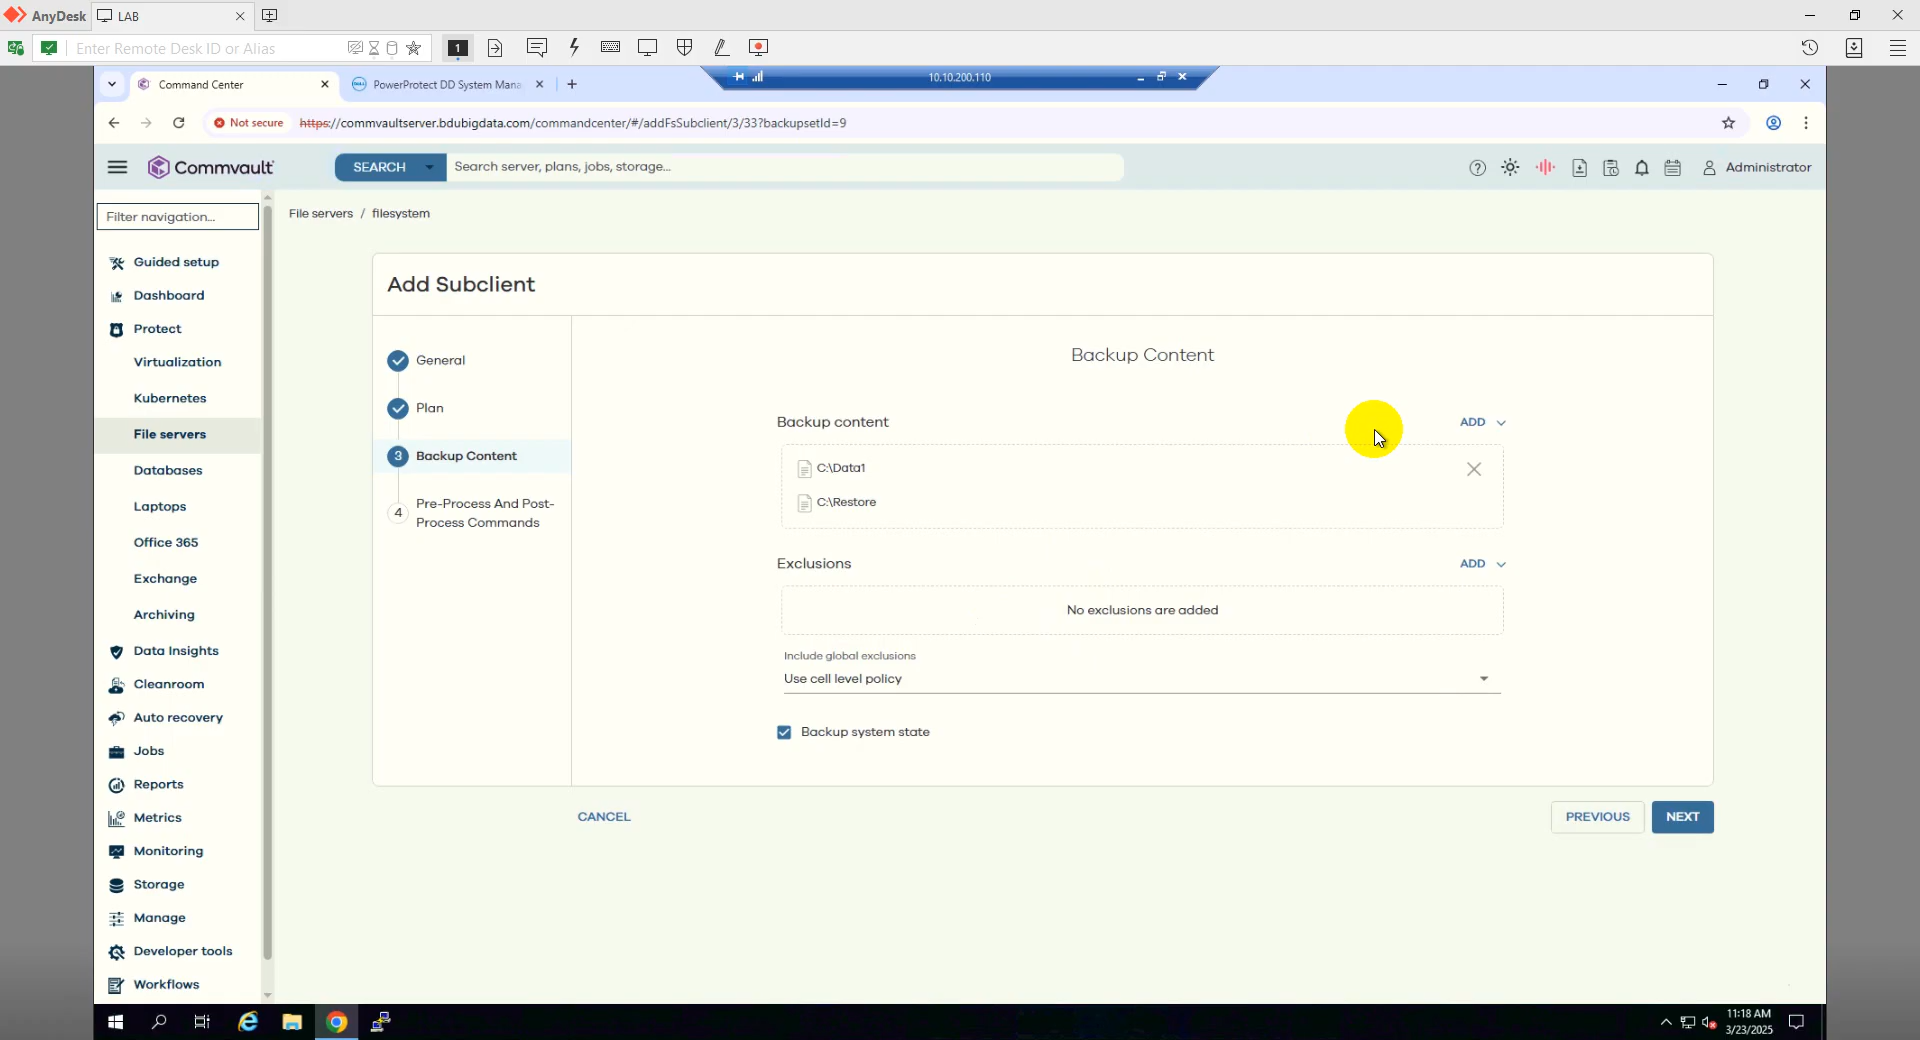 AnyDesk
LAB
Enter Remote Desk ID or Alias
1
Command Center
PowerProtect DD System Mana
10.10.200.110
Not secure
https://commvaultserver.bdubigdata.com/commandcenter/#/addFsSubclient/3/33?backupsetId=9
Commvault
SEARCH
Search server, plans, jobs, storage...
Administrator
Filter navigation...
File servers / filesystem
Guided setup
Dashboard
Protect
Virtualization
Kubernetes
File servers
Databases
Laptops
Office 365
Exchange
Archiving
Data Insights
Cleanroom
Auto recovery
Jobs
Reports
Metrics
Monitoring
Storage
Manage
Developer tools
Workflows
Add Subclient
General
Plan
3 Backup Content
4 Pre-Process And Post-
Process Commands
Backup Content
Backup content
ADD
C:\Data1
C:\Restore
Exclusions
ADD
No exclusions are added
Include global exclusions
Use cell level policy
Backup system state
CANCEL
PREVIOUS
NEXT
11:18 AM
3/23/2025